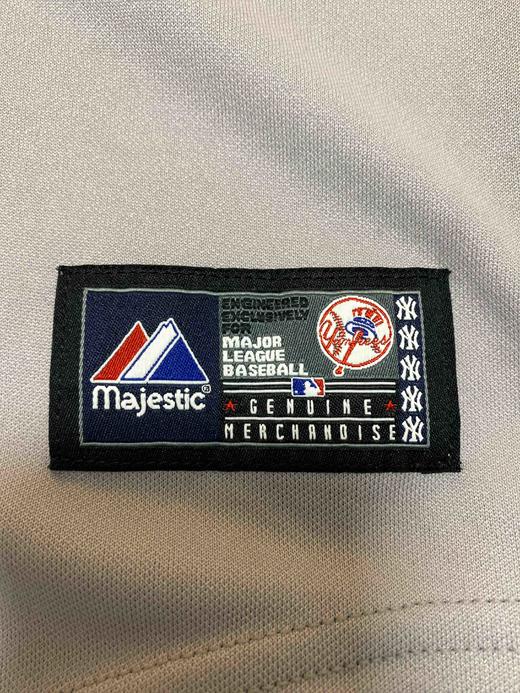 Majestic®
ENGINEERED
EXCLUSIVELY
FOR
MAJOR
LEAGUE
BASEBALL
Yankees
GENUINE
MERCHANDISE
NY
NY
NY
NY
NY